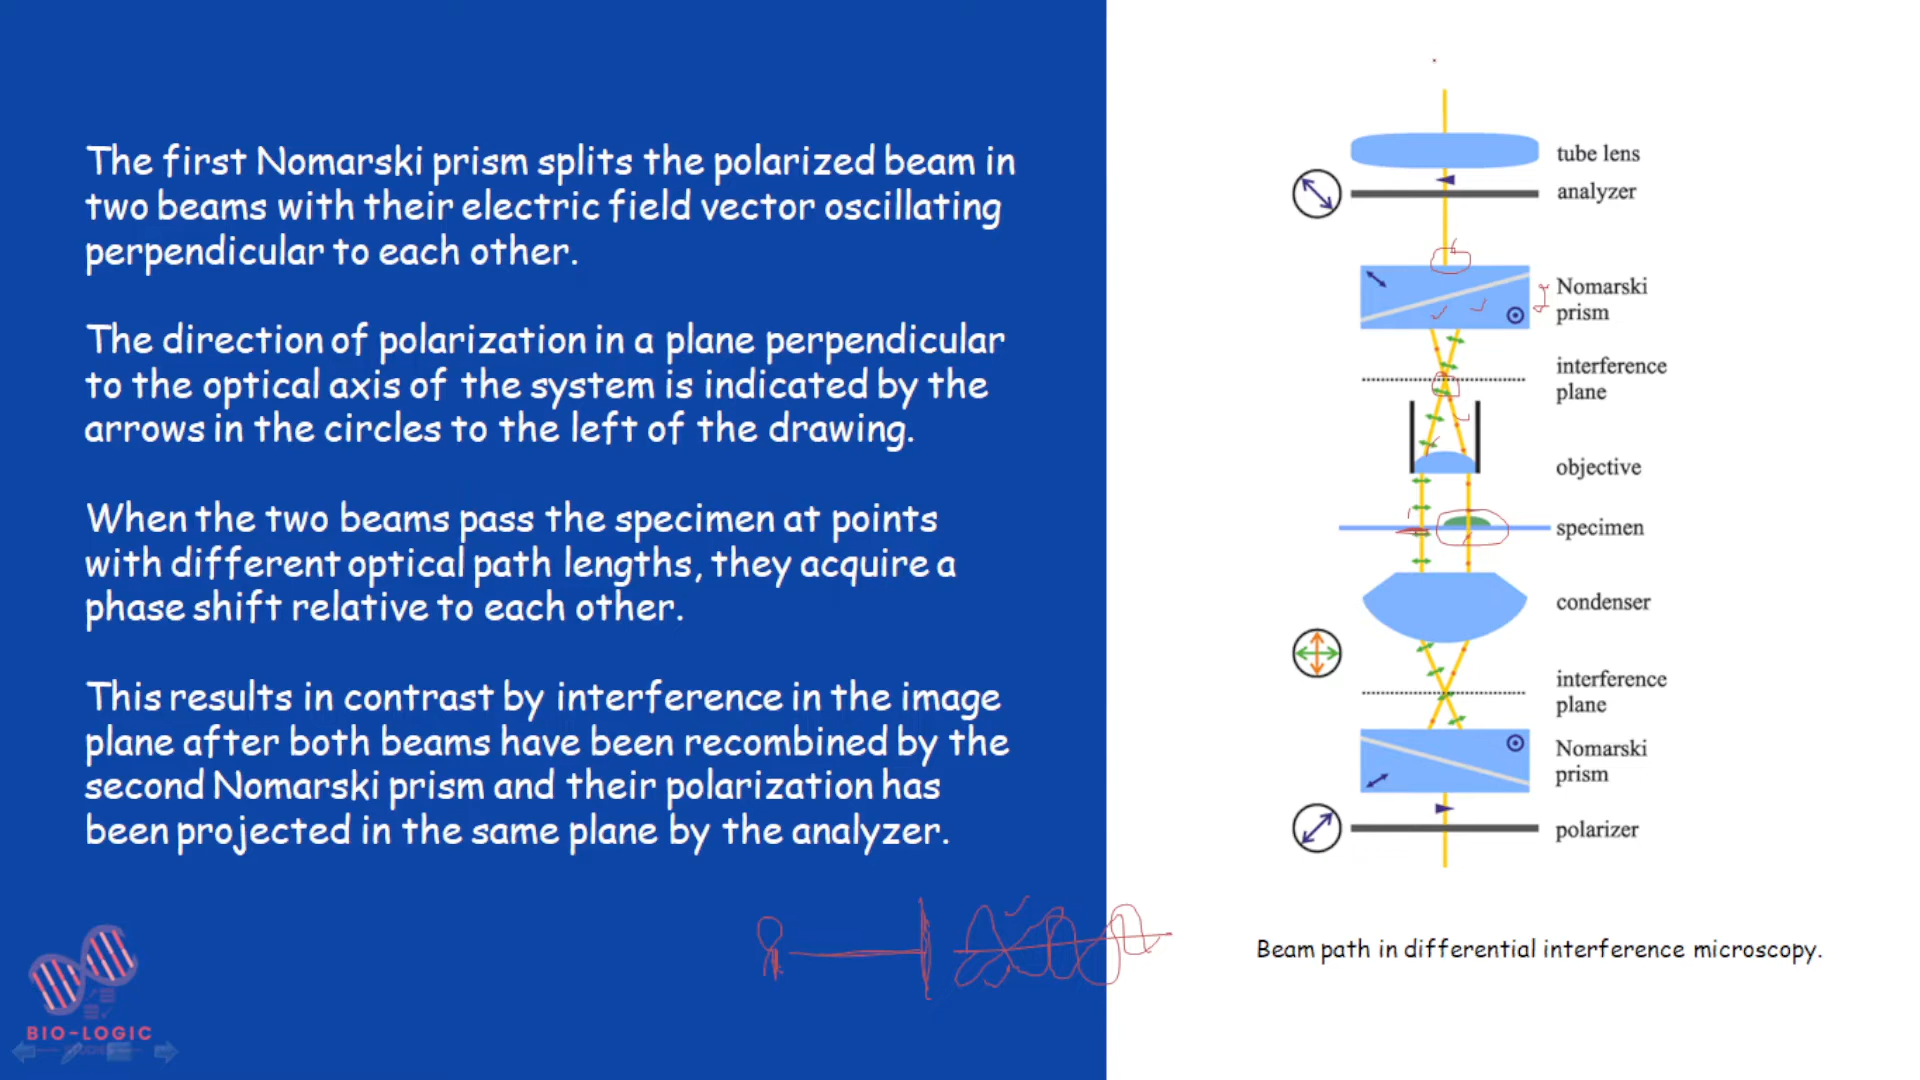 The first Nomarski prism splits the polarized beam in
two beams with their electric field vector oscillating
perpendicular to each other.
The direction of polarization in a plane perpendicular
to the optical axis of the system is indicated by the
arrows in the circles to the left of the drawing.
When the two beams pass the specimen at points
with different optical path lengths, they acquire a
phase shift relative to each other.
This results in contrast by interference in the image
plane after both beams have been recombined by the
second Nomarski prism and their polarization has
been projected in the same plane by the analyzer.
BIO-LOGIC
tube lens
analyzer
Nomarski
prism
interference
plane
objective
specimen
condenser
interference
plane
Nomarski
prism
polarizer
Beam path in differential interference microscopy.